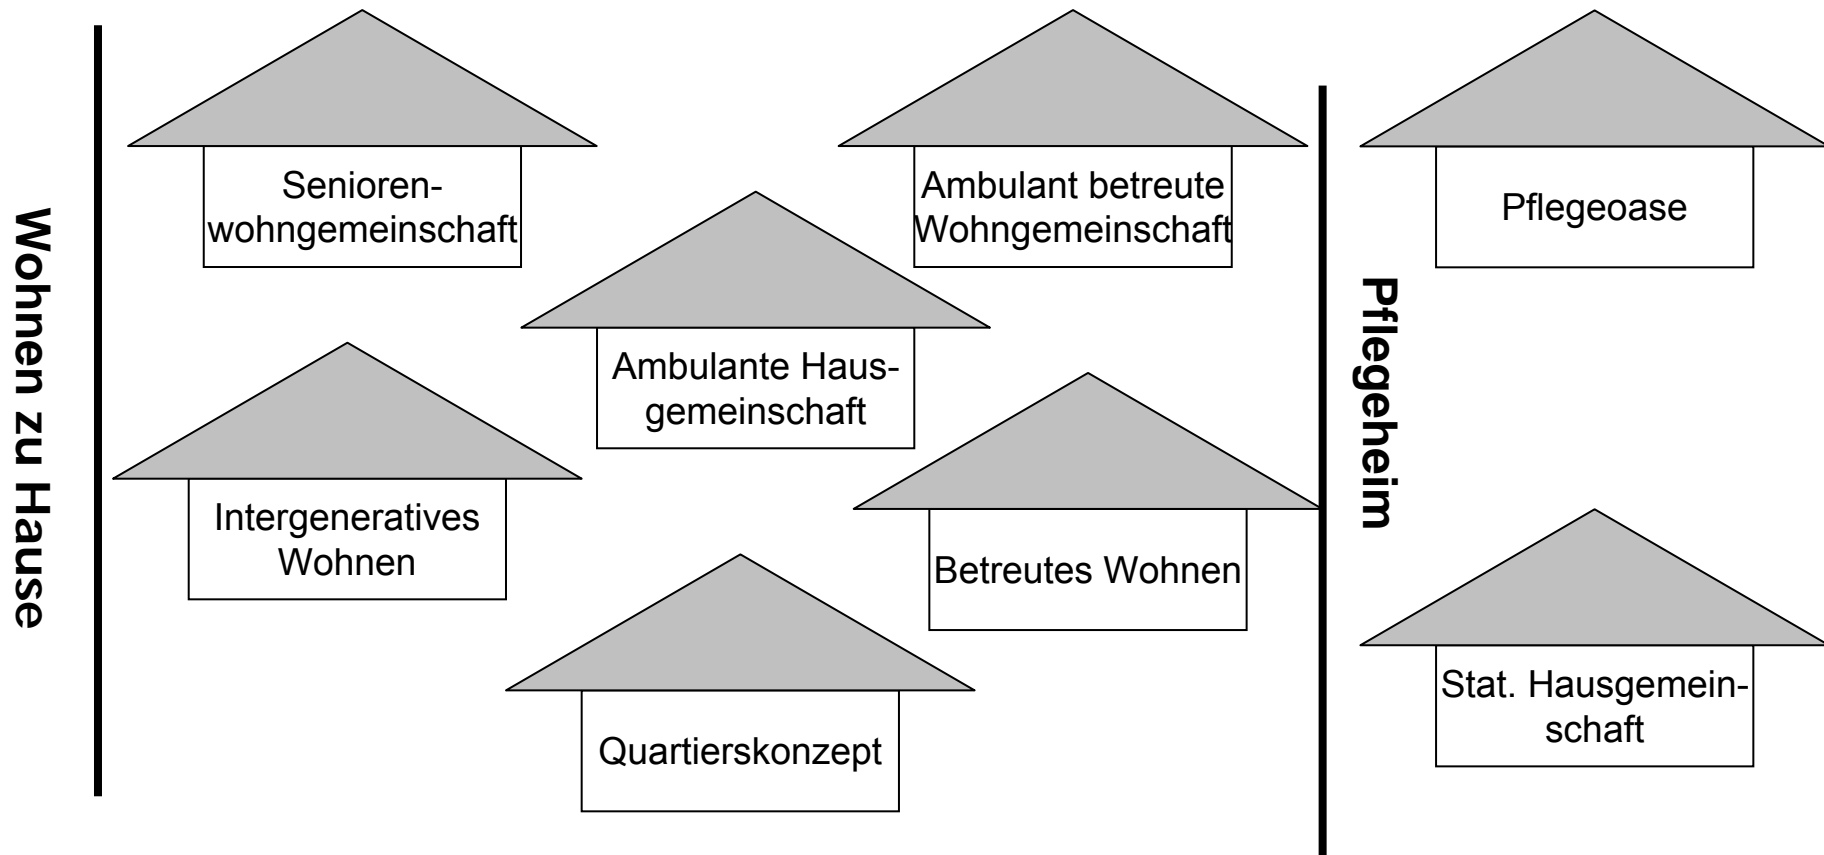 Wohnen zu Hause
Senioren-
wohngemeinschaft
Ambulant betreute
Wohngemeinschaft
Ambulante Haus-
gemeinschaft
Intergeneratives
Wohnen
Betreutes Wohnen
Quartierskonzept
Pflegeheim
Pflegeoase
Stat. Hausgemein-
schaft